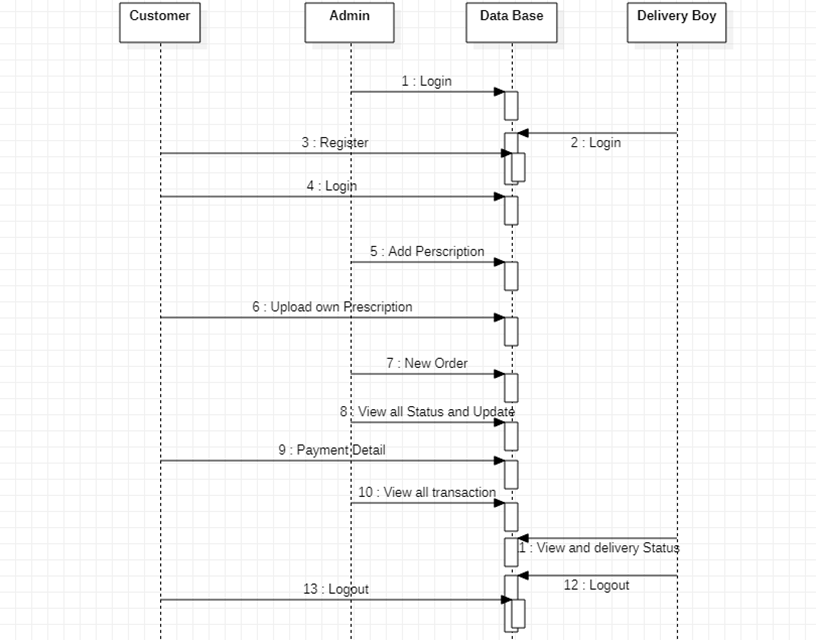 Customer
Admin
Data Base
Delivery Boy
1 : Login
2 : Login
3 : Register
4 : Login
5 : Add Perscription
6 : Upload own Prescription
7 : New Order
8 : View all Status and Update
9 : Payment Detail
10 : View all transaction
1 : View and delivery Status
12 : Logout
13 : Logout